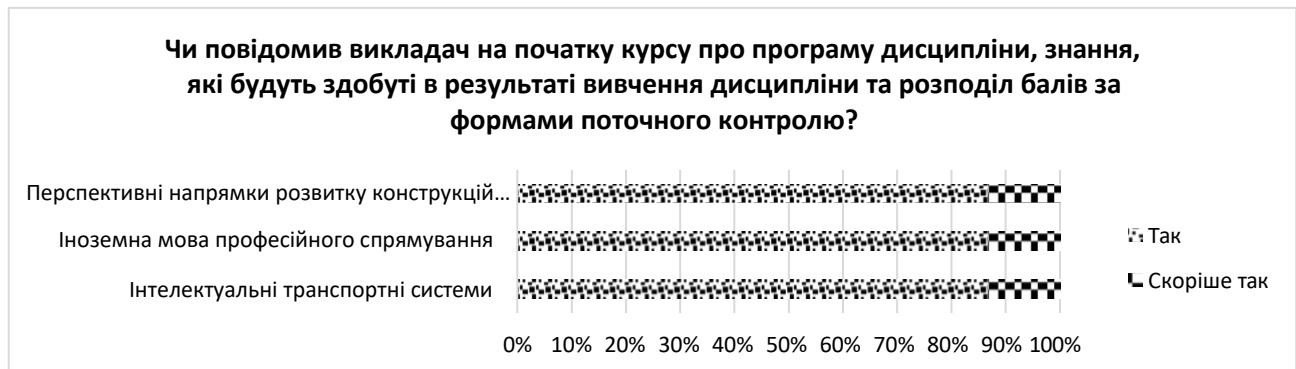 Чи повідомив викладач на початку курсу про програму дисципліни, знання,
які будуть здобуті в результаті вивчення дисципліни та розподіл балів за
формами поточного контролю?
Перспективні напрямки розвитку конструкцій...
Іноземна мова професійного спрямування
Інтелектуальні транспортні системи
Так
Скоріше так
0% 10% 20% 30% 40% 50% 60% 70% 80% 90% 100%